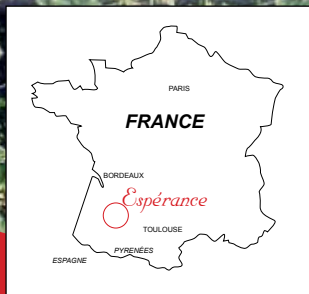 PARIS
FRANCE
BORDEAUX
Espérance
TOULOUSE
PYRENÉES
ESPAGNE